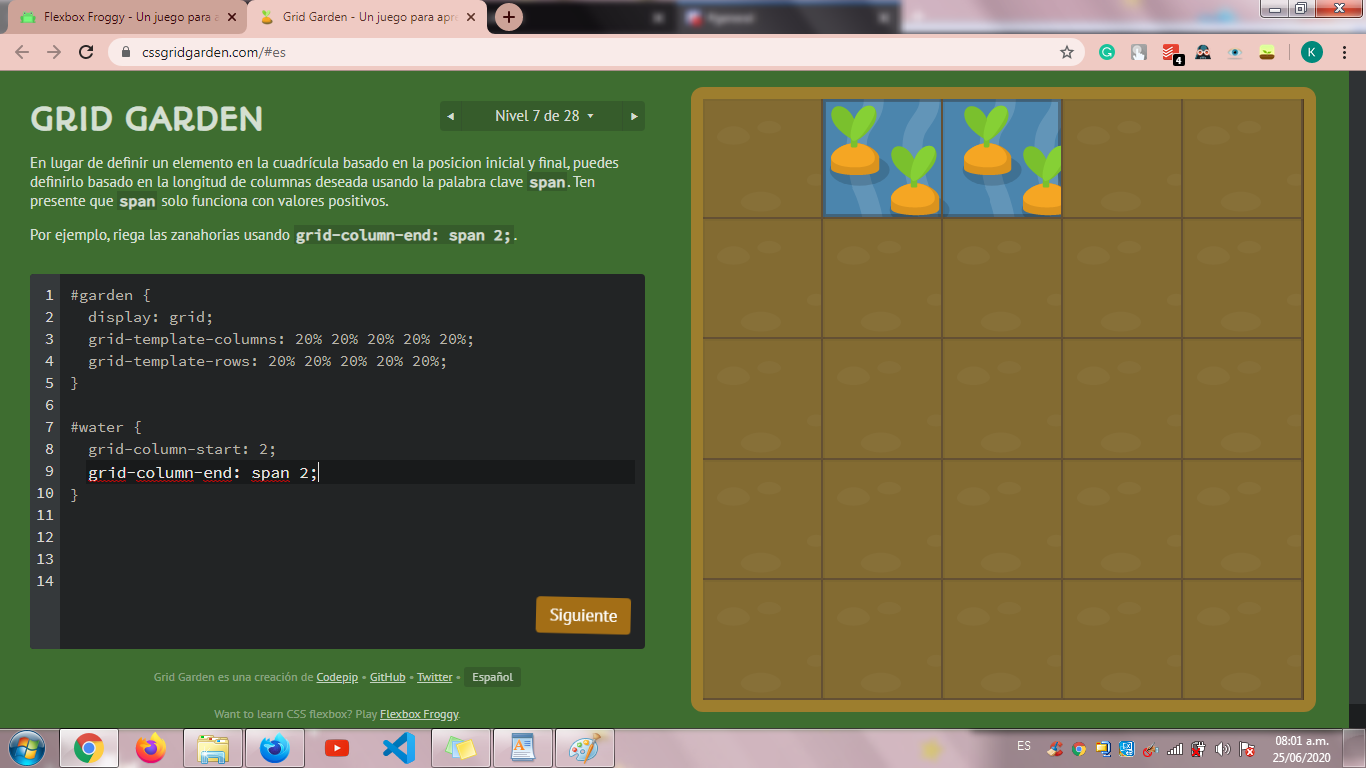 Flexbox Froggy - Un juego para a
Grid Garden - Un juego para apre
cssgridgarden.com/#es
4
K
GRID GARDEN
Nivel 7 de 28
En lugar de definir un elemento en la cuadrícula basado en la posicion inicial y final, puedes
definirlo basado en la longitud de columnas deseada usando la palabra clave span. Ten
presente que span solo funciona con valores positivos.
Por ejemplo, riega las zanahorias usando grid-column-end: span 2;.
1 #garden {
2 display: grid;
3 grid-template-columns: 20% 20% 20% 20% 20%;
4 grid-template-rows: 20% 20% 20% 20% 20%;
5 }
6
7 #water {
8 grid-column-start: 2;
9 grid-column-end: span 2;
10 }
11
12
13
14
Siguiente
Grid Garden es una creación de Codepip • GitHub • Twitter • Español
Want to learn CSS flexbox? Play Flexbox Froggy.
ES
08:01 a.m.
25/06/2020